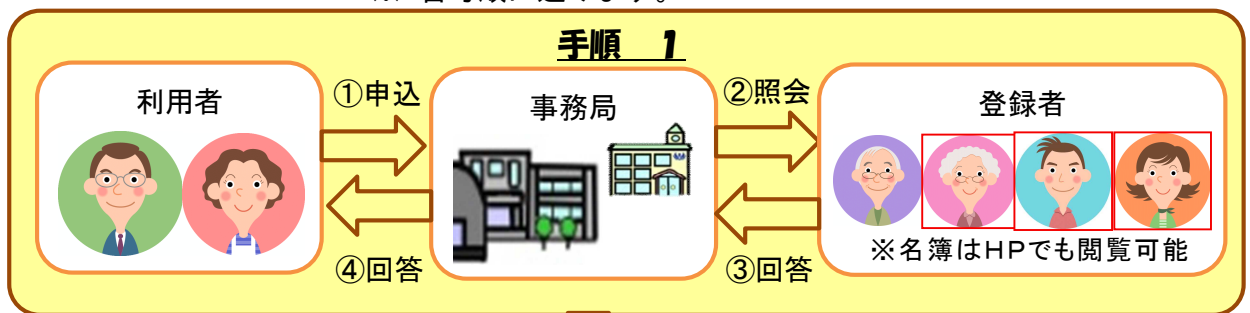 手順　1
利用者
①申込
事務局
②照会
登録者
④回答
③回答
※名簿はHPでも閲覧可能